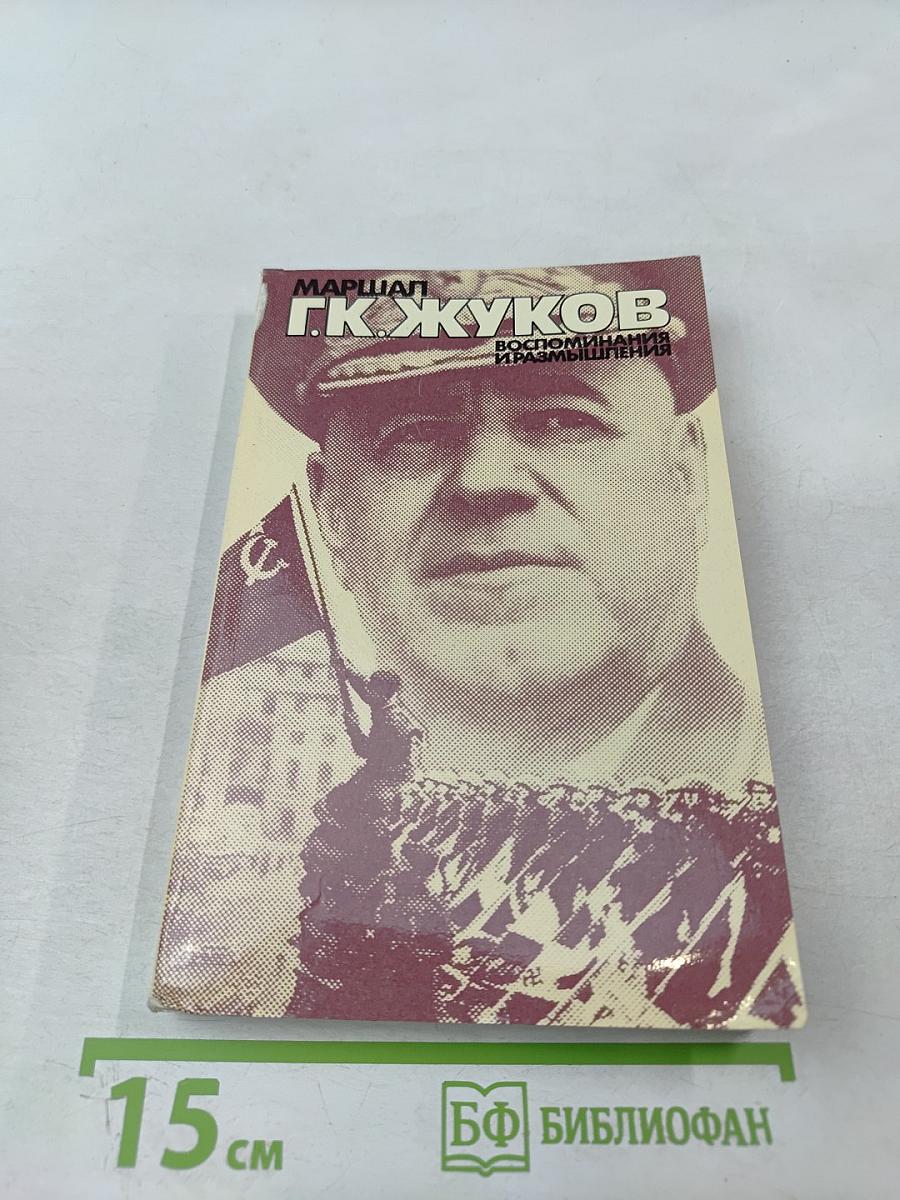 МАРШАЛ
Г.К.ЖУКОВ
ВОСПОМИНАНИЯ
И РАЗМЫШЛЕНИЯ
15 см
БФ БИБЛИОФАН